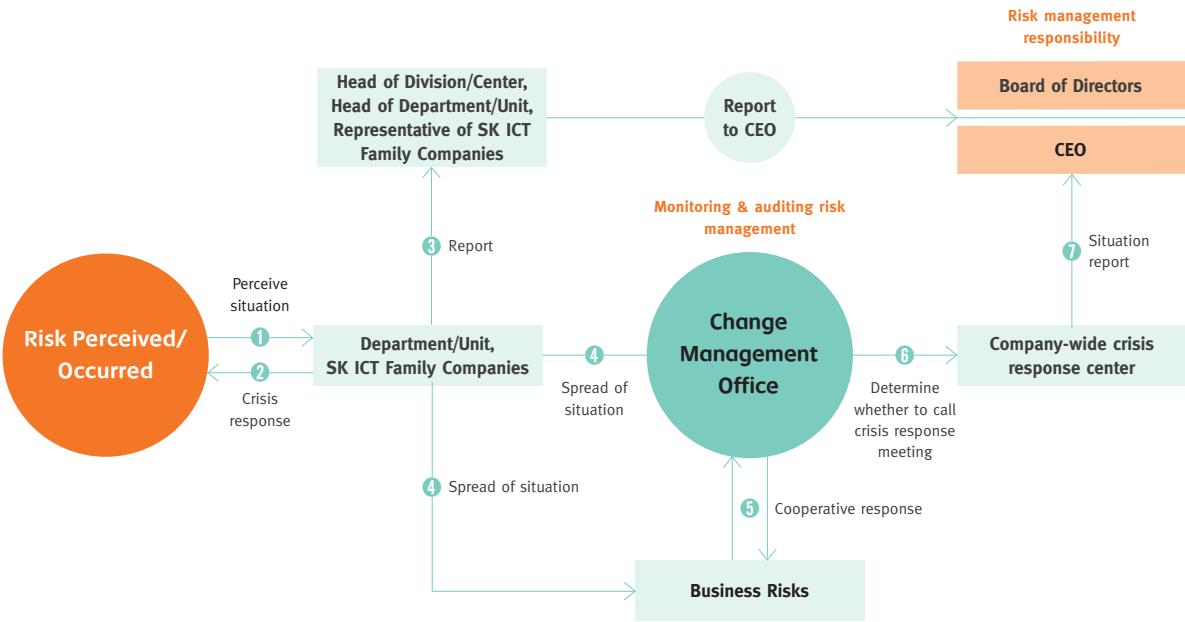 Risk management
responsibility
Head of Division/Center,
Head of Department/Unit,
Representative of SK ICT
Family Companies
Report
to CEO
Board of Directors
CEO
Monitoring & auditing risk
management
3 Report
7 Situation
report
Perceive
situation
Risk Perceived/
Occurred
1
2
Crisis
response
Department/Unit,
SK ICT Family Companies
4
Spread of
situation
Change
Management
Office
6
Determine
whether to call
crisis response
meeting
Company-wide crisis
response center
4 Spread of situation
5 Cooperative response
Business Risks